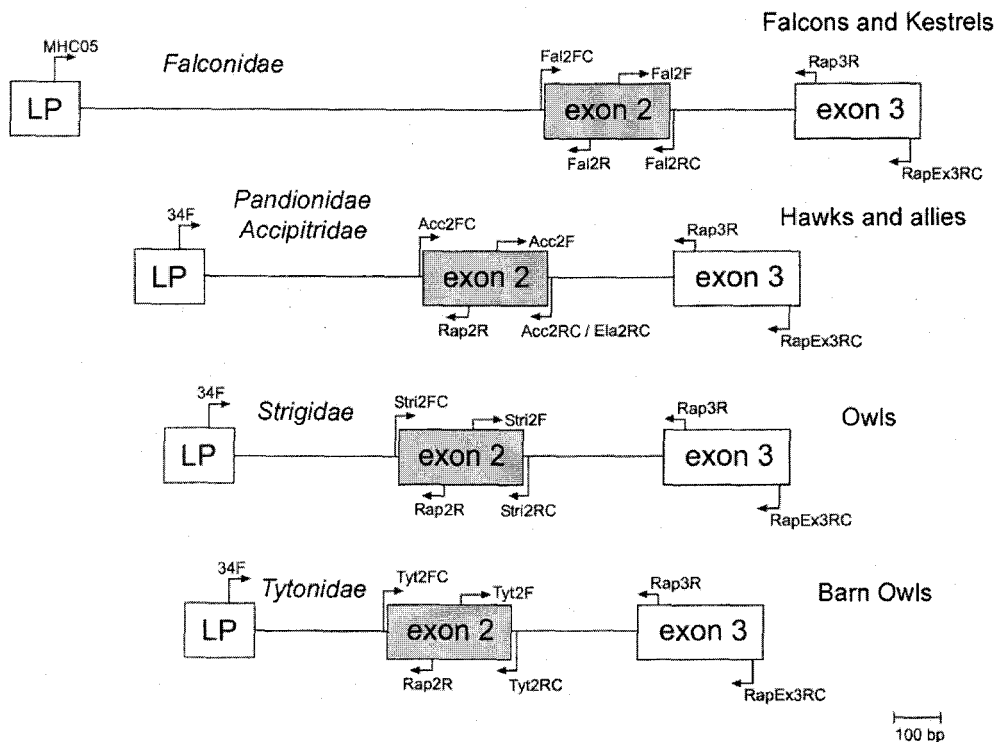 Falcons and Kestrels
MHC05
Falconidae
Fal2FC
Fal2F
Rap3R
LP
exon 2
exon 3
Fal2R
Fal2RC
RapEx3RC
Pandionidae
Accipitridae
Hawks and allies
34F
Acc2FC
Acc2F
Rap3R
LP
exon 2
exon 3
Rap2R
Acc2RC / Ela2RC
RapEx3RC
34F
Strigidae
Stri2FC
Stri2F
Rap3R
Owls
LP
exon 2
exon 3
Rap2R
Stri2RC
RapEx3RC
34F
Tytonidae
Tyt2FC
Tyt2F
Rap3R
Barn Owls
LP
exon 2
exon 3
Rap2R
Tyt2RC
RapEx3RC
100 bp